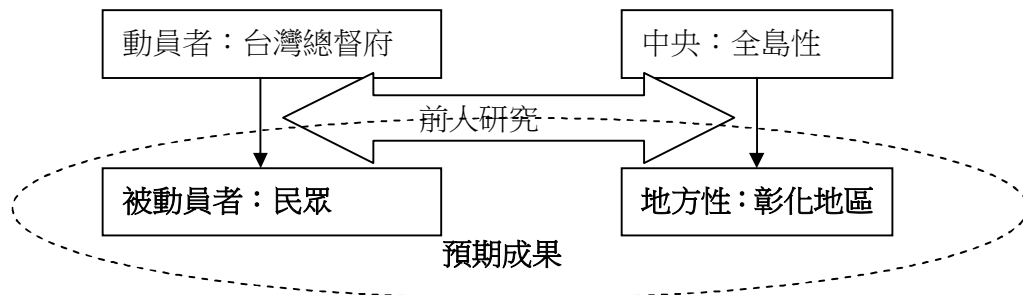 動員者：台灣總督府
中央：全島性
前人研究
被動員者：民眾
地方性：彰化地區
預期成果